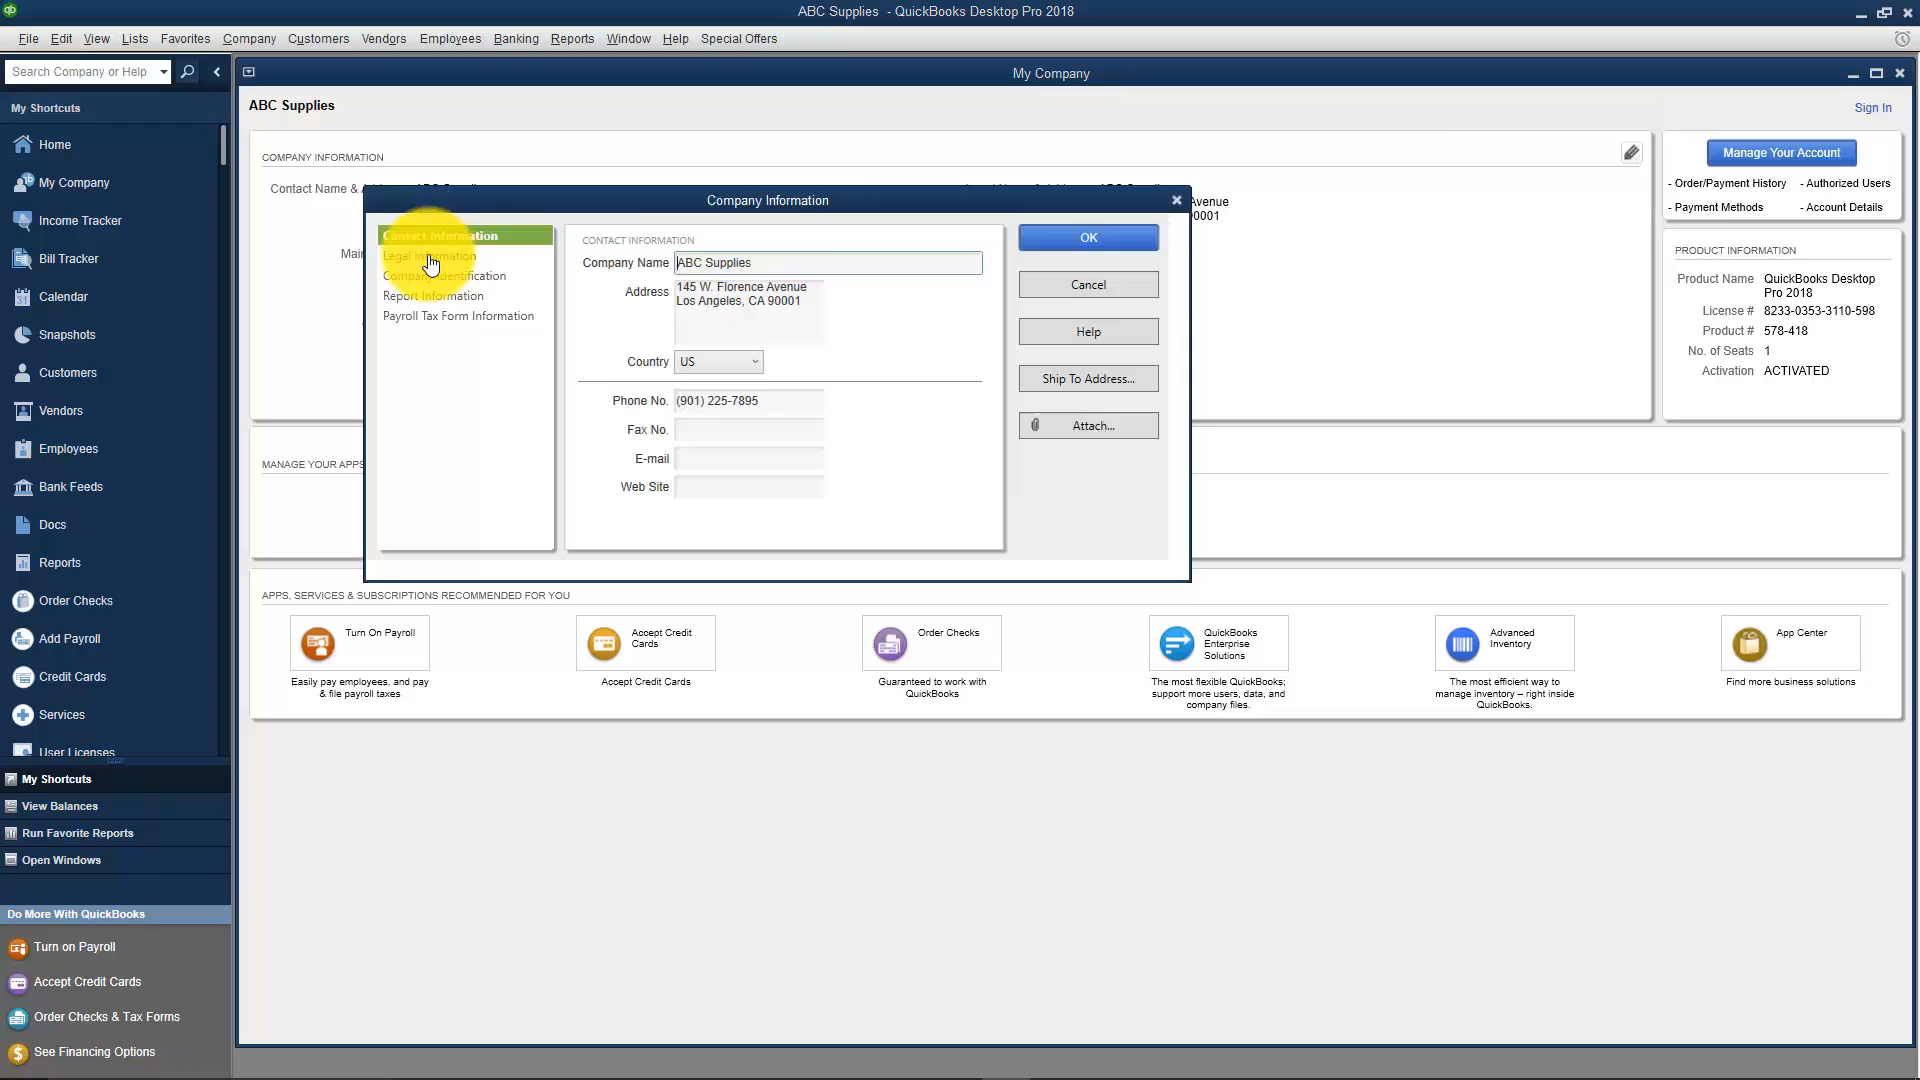 ABC Supplies - QuickBooks Desktop Pro 2018
File Edit View Lists Favorites Company Customers Vendors Employees Banking Reports Window Help Special Offers
Search Company or Help
My Company
My Shortcuts
Home
My Company
Income Tracker
Bill Tracker
Calendar
31
Snapshots
Customers
Vendors
Employees
Bank Feeds
Docs
Reports
Order Checks
Add Payroll
Credit Cards
Services
User Licenses
My Shortcuts
View Balances
Run Favorite Reports
Open Windows
Do More With QuickBooks
Turn on Payroll
Accept Credit Cards
Order Checks & Tax Forms
See Financing Options
ABC Supplies
Sign In
COMPANY INFORMATION
Contact Name &
Avenue
90001
Company Information
Contact Information
Legal Information
Company Identification
Report Information
Payroll Tax Form Information
CONTACT INFORMATION
Company Name ABC Supplies
Address 145 W. Florence Avenue
Los Angeles, CA 90001
Country US
Phone No. (901) 225-7895
Fax No.
E-mail
Web Site
OK
Cancel
Help
Ship To Address...
Attach...
Manage Your Account
- Order/Payment History - Authorized Users
- Payment Methods - Account Details
PRODUCT INFORMATION
Product Name QuickBooks Desktop
Pro 2018
License # 8233-0353-3110-598
Product # 578-418
No. of Seats 1
Activation ACTIVATED
MANAGE YOUR APPS
APPS, SERVICES & SUBSCRIPTIONS RECOMMENDED FOR YOU
Turn On Payroll
Easily pay employees, and pay
& file payroll taxes
Accept Credit
Cards
Accept Credit Cards
Order Checks
Guaranteed to work with
QuickBooks
QuickBooks
Enterprise
Solutions
The most flexible QuickBooks;
support more users, data, and
company files.
Advanced
Inventory
The most efficient way to
manage inventory – right inside
QuickBooks.
App Center
Find more business solutions